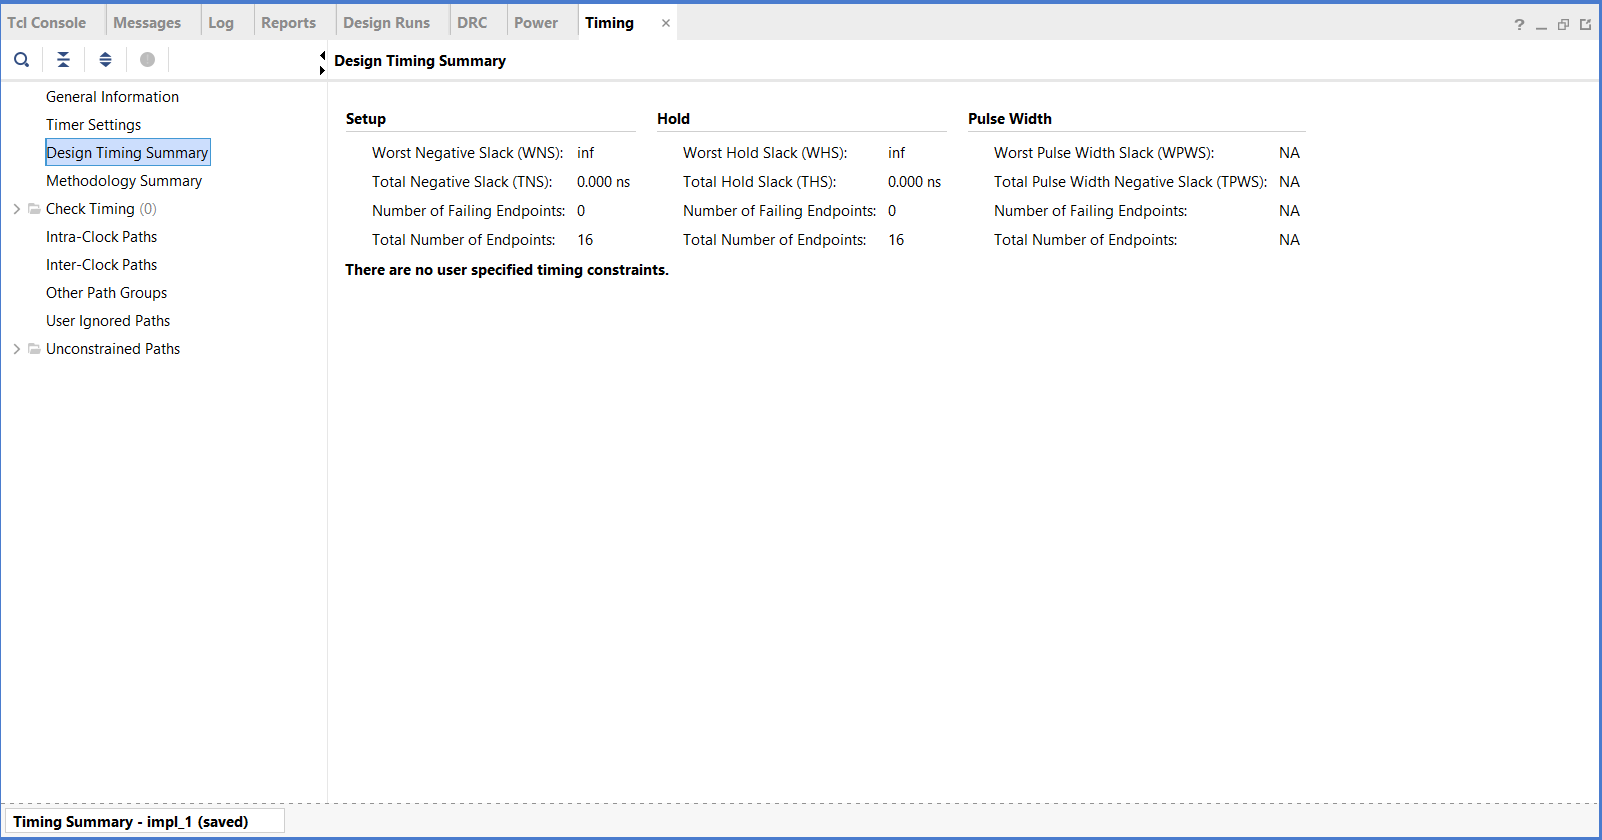 Tcl Console Messages Log Reports Design Runs DRC Power Timing × ?
Design Timing Summary
General Information
Timer Settings
Design Timing Summary
Methodology Summary
Check Timing (0)
Intra-Clock Paths
Inter-Clock Paths
Other Path Groups
User Ignored Paths
Unconstrained Paths
Setup Hold Pulse Width
Worst Negative Slack (WNS): inf Worst Hold Slack (WHS): inf Worst Pulse Width Slack (WPWS): NA
Total Negative Slack (TNS): 0.000 ns Total Hold Slack (THS): 0.000 ns Total Pulse Width Negative Slack (TPWS): NA
Number of Failing Endpoints: 0 Number of Failing Endpoints: 0 Number of Failing Endpoints: NA
Total Number of Endpoints: 16 Total Number of Endpoints: 16 Total Number of Endpoints: NA
There are no user specified timing constraints.
Timing Summary - impl_1 (saved)